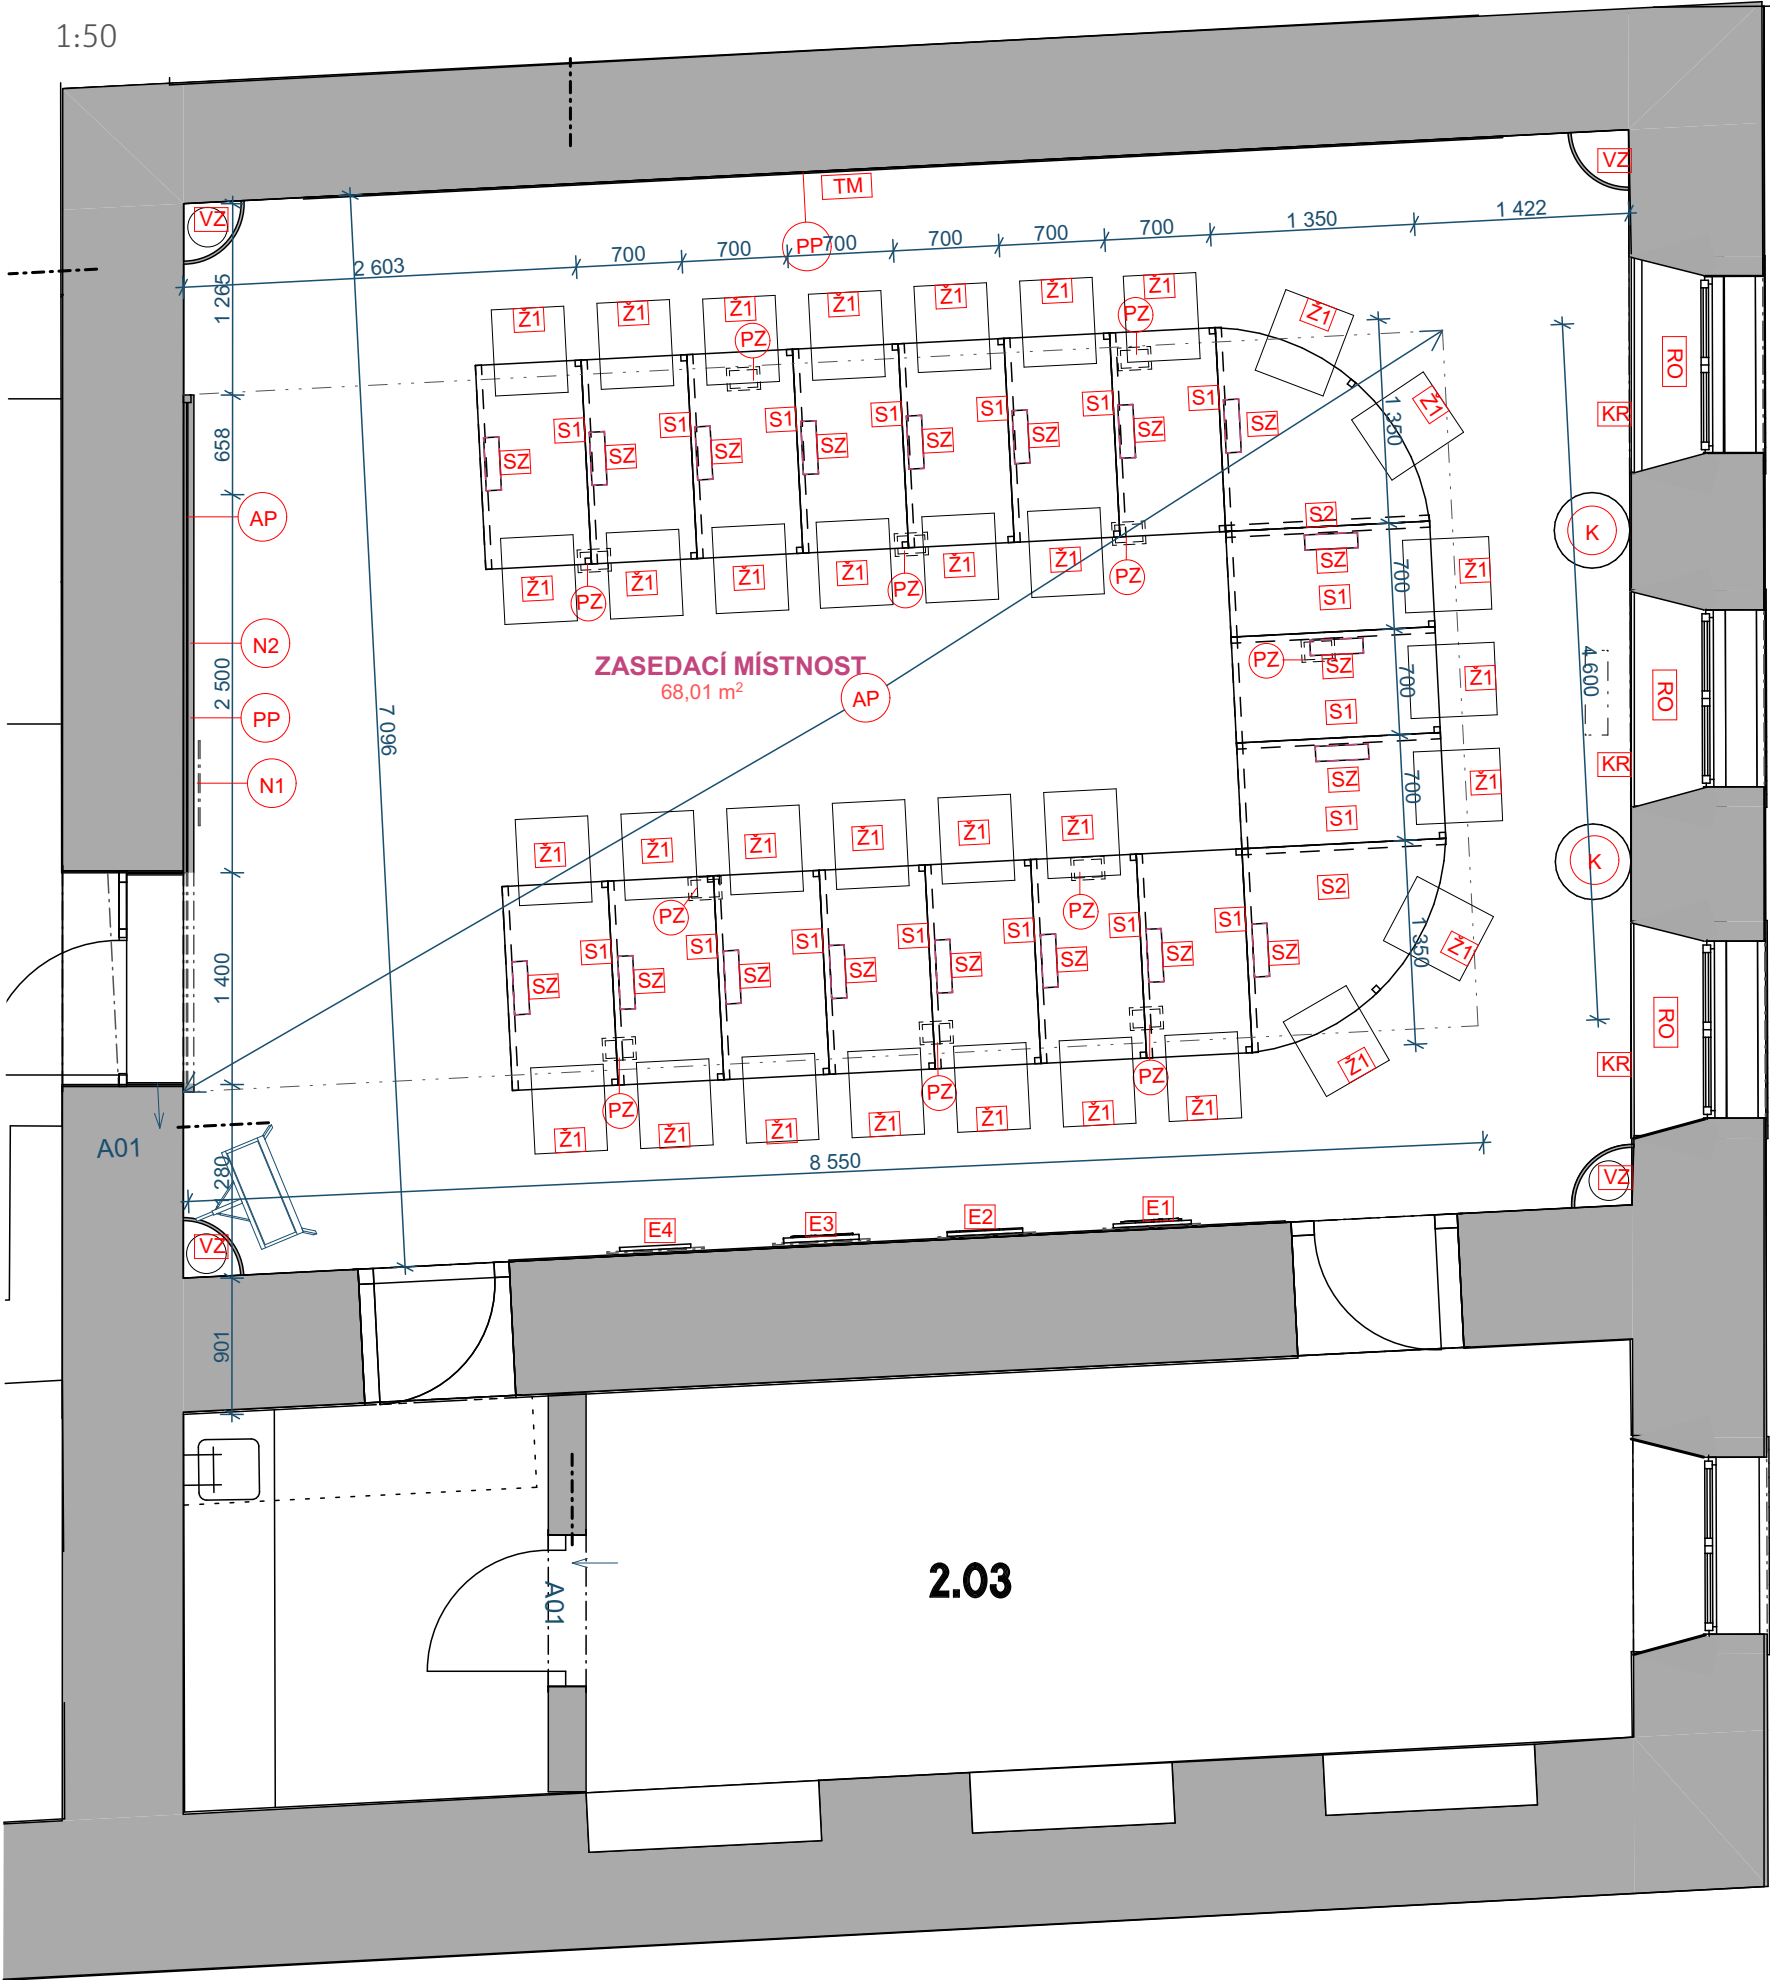 1:50
VZ
TM
VZ
1 422
1 350
PP
700
700
700
700
700
700
2 603
1 265
Ž1
Ž1
Ž1
Ž1
Ž1
Ž1
Ž1
Ž1
PZ
PZ
RO
Ž1
1 350
KR
S1
S1
S1
S1
S1
S1
S1
658
SZ
SZ
SZ
SZ
SZ
SZ
SZ
SZ
AP
S2
K
SZ
Ž1
Ž1
Ž1
Ž1
Ž1
Ž1
700
Ž1
PZ
PZ
PZ
S1
N2
ZASEDACÍ MÍSTNOST
68,01 m²
PZ
SZ
700
Ž1
4 600
RO
2 500
AP
PP
7 096
S1
KR
N1
SZ
700
Ž1
S1
Ž1
Ž1
Ž1
Ž1
Ž1
Ž1
K
S2
PZ
PZ
S1
S1
S1
S1
S1
S1
S1
1 350
Ž1
SZ
SZ
SZ
SZ
SZ
SZ
SZ
SZ
1 400
RO
KR
Ž1
PZ
PZ
PZ
Ž1
Ž1
Ž1
Ž1
Ž1
Ž1
Ž1
A01
8 550
1 280
VZ
E4
E3
E2
E1
VZ
901
A01
2.03